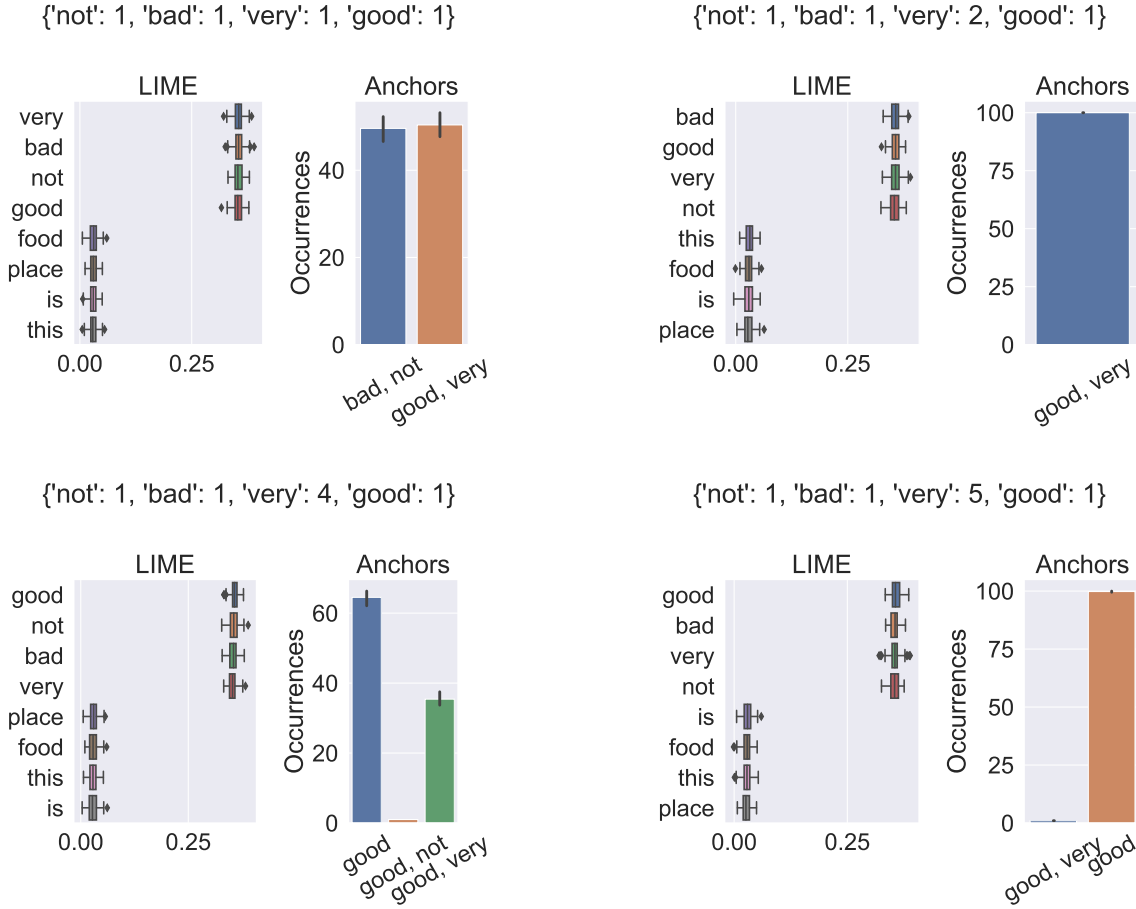 {'not': 1, 'bad': 1, 'very': 1, 'good': 1}
LIME
very
bad
not
good
food
place
is
this
0.00 0.25
Anchors
Occurrences
40
20
0
bad, not
good, very
{'not': 1, 'bad': 1, 'very': 2, 'good': 1}
LIME
bad
good
very
not
this
food
is
place
0.00 0.25
Anchors
Occurrences
100
75
50
25
0
good, very
{'not': 1, 'bad': 1, 'very': 4, 'good': 1}
LIME
good
not
bad
very
place
food
this
is
0.00 0.25
Anchors
Occurrences
60
40
20
0
good
good, not
good, very
{'not': 1, 'bad': 1, 'very': 5, 'good': 1}
LIME
good
bad
very
not
is
food
this
place
0.00 0.25
Anchors
Occurrences
100
75
50
25
0
good, very
good